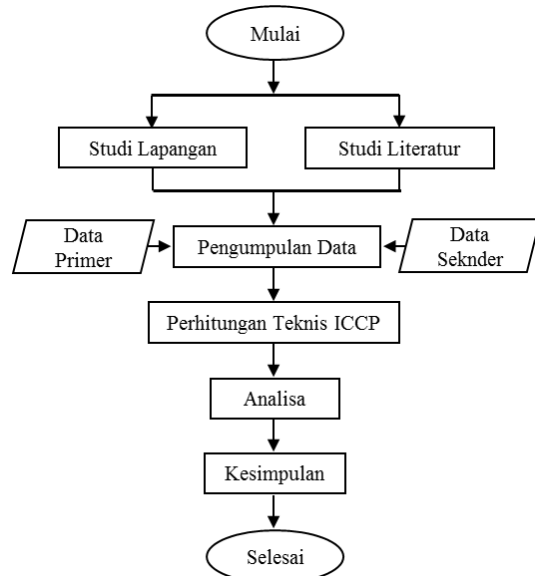 Mulai
Studi Lapangan
Studi Literatur
Data
Primer
Pengumpulan Data
Data
Seknder
Perhitungan Teknis ICCP
Analisa
Kesimpulan
Selesai